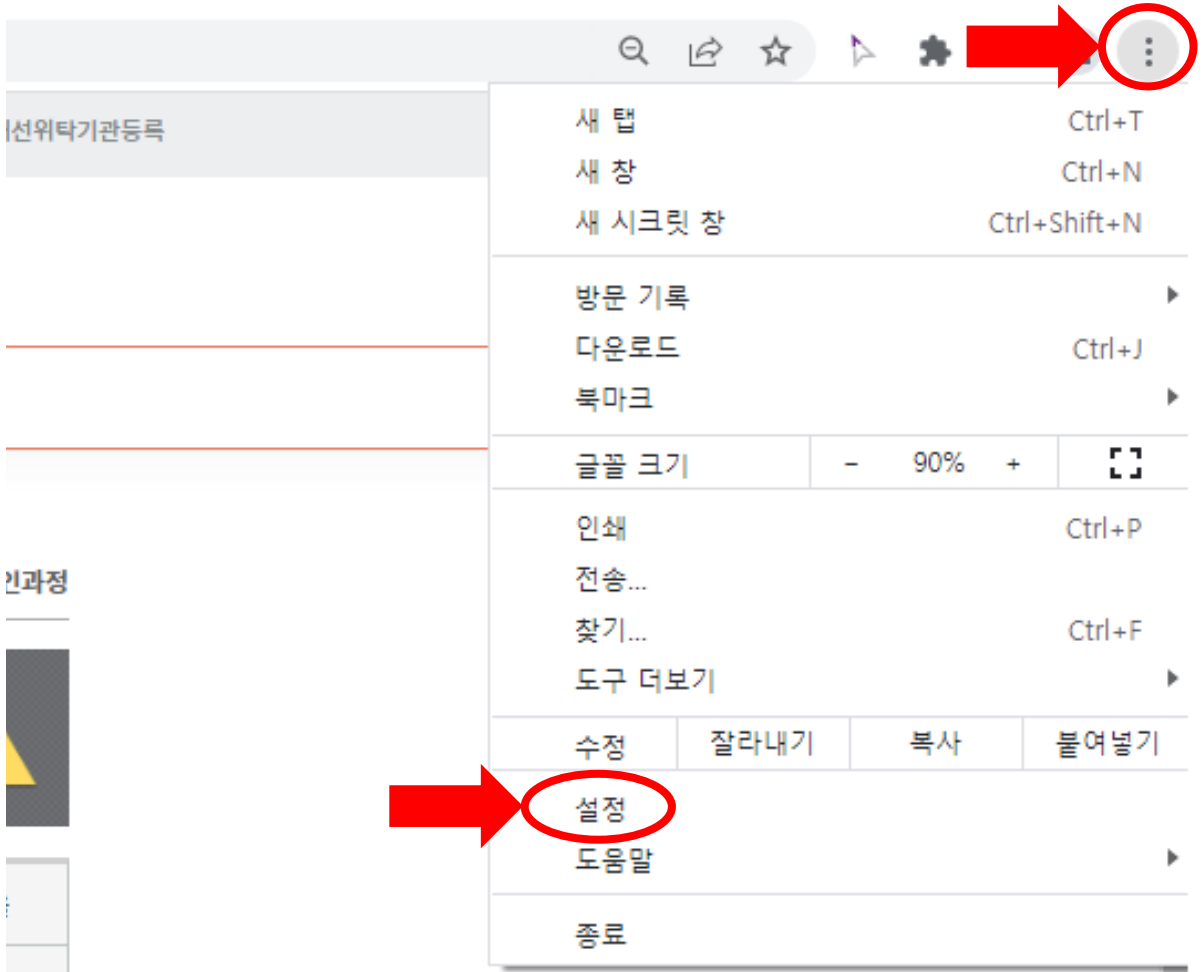 선위탁기관등록
새 탭 Ctrl+T
새 창 Ctrl+N
새 시크릿 창 Ctrl+Shift+N
방문 기록
다운로드 Ctrl+J
북마크
글꼴 크기 - 90% +
인쇄 Ctrl+P
인과정
전송...
찾기... Ctrl+F
도구 더보기
수정 잘라내기 복사 붙여넣기
설정
도움말
종료